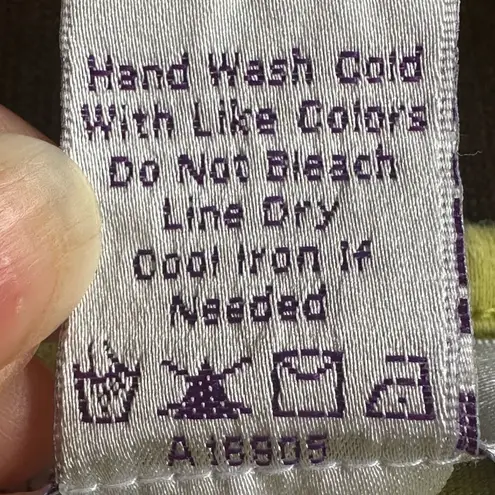 Hand Wash Cold
With Like Colors
Do Not Bleach
Line Dry
Cool Iron if
Needed
A16905